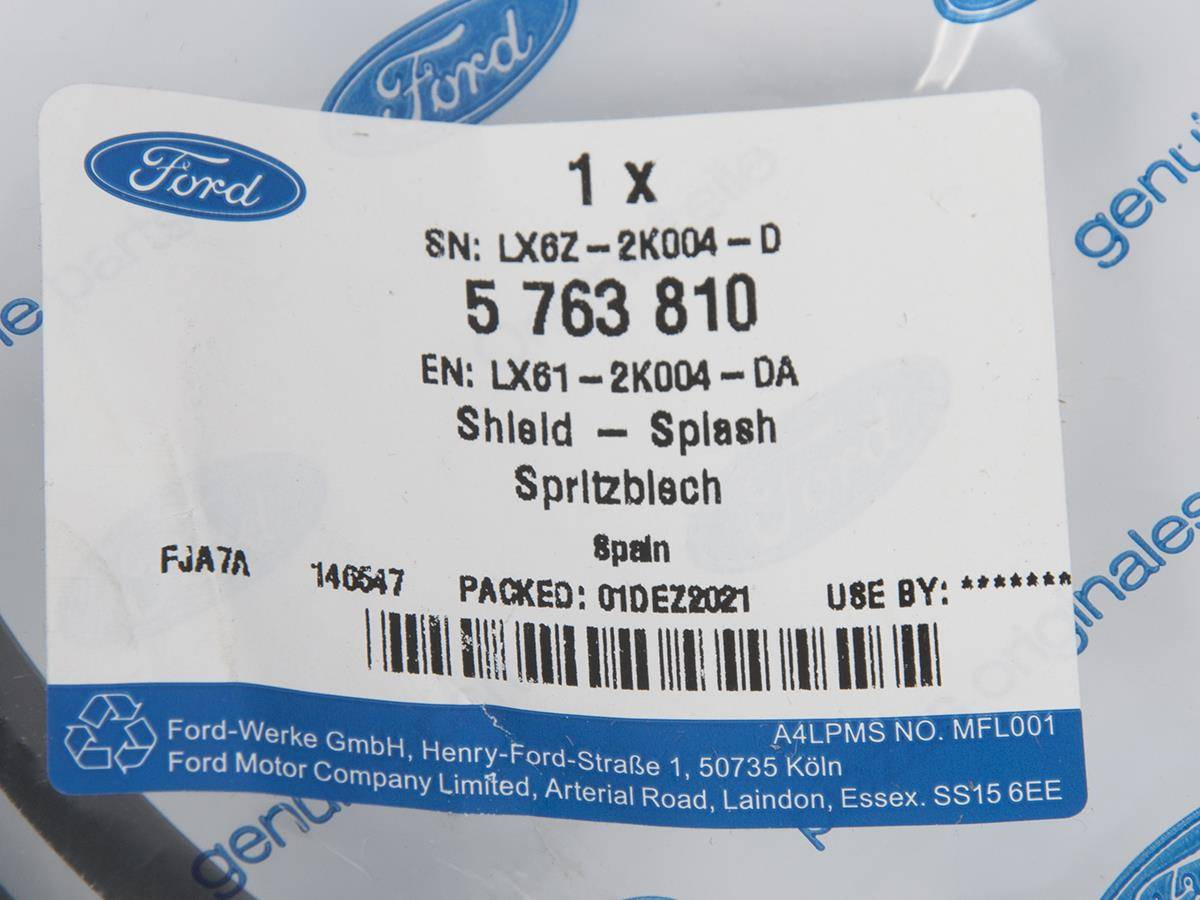 Ford
Ford
1 x
SN: LX6Z-2K004-D
5 763 810
EN: LX61-2K004-DA
Shield - Splash
Spritzblech
Spain
FJA7A 146547 PACKED: 01DEZ2021 USE BY: *******
A4LPMS NO. MFL001
Ford-Werke GmbH, Henry-Ford-Straße 1, 50735 Köln
Ford Motor Company Limited, Arterial Road, Laindon, Essex. SS15 6EE